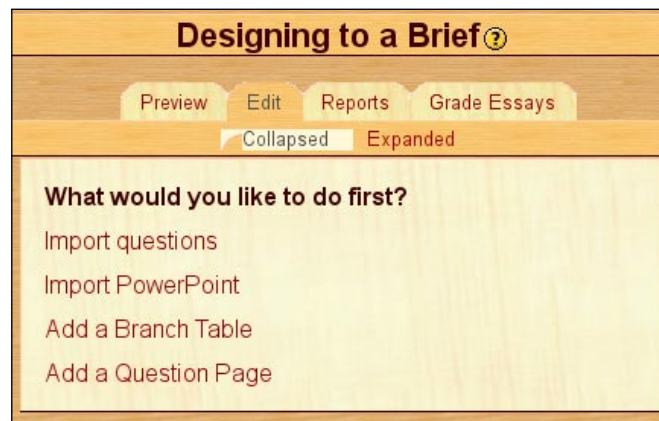 Designing to a Brief ?
Preview Edit Reports Grade Essays
Collapsed Expanded
What would you like to do first?
Import questions
Import PowerPoint
Add a Branch Table
Add a Question Page